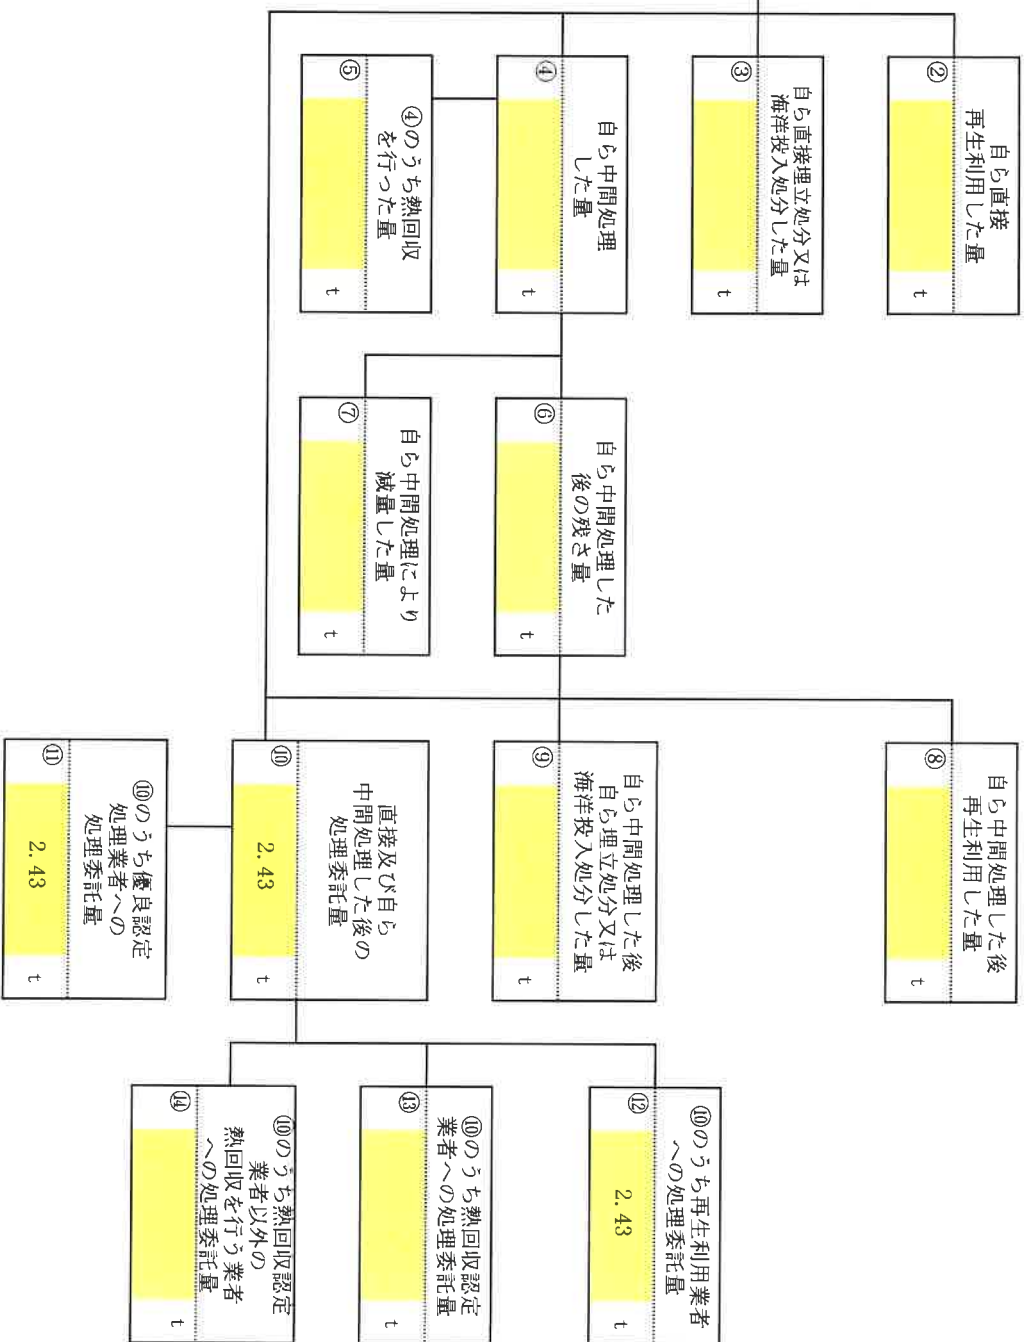 自ら直接
再生利用した量
②
t
自ら直接埋立処分又は
海洋投入処分した量
③
t
自ら中間処理
した量
④
t
④のうち熱回収
を行った量
⑤
t
自ら中間処理した
後の残さ量
⑥
t
自ら中間処理により
減量した量
⑦
t
自ら中間処理した後
再生利用した量
⑧
t
自ら中間処理した後
自ら埋立処分又は
海洋投入処分した量
⑨
t
直接及び自ら
中間処理した後の
処理委託量
⑩
2.43
t
⑩のうち優良認定
処理業者への
処理委託量
⑪
2.43
t
⑩のうち再生利用業者
への処理委託量
⑫
2.43
t
⑩のうち熱回収認定
業者への処理委託量
⑬
t
⑩のうち熱回収認定
業者以外の
熱回収を行う業者
への処理委託量
⑭
t